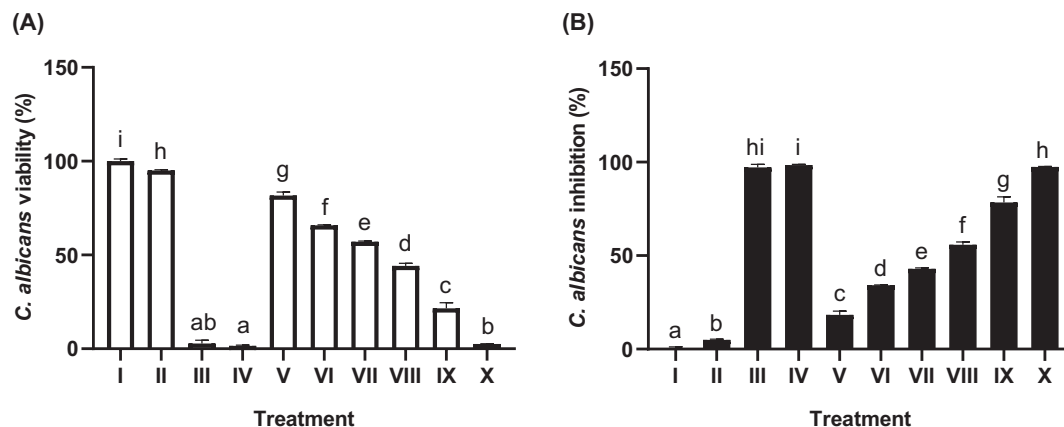 (A)
C. albicans viability (%)
150
100
50
0
i
h
ab
a
g
f
e
d
c
b
I II III IV V VI VII VIII IX X
Treatment
(B)
C. albicans inhibition (%)
150
100
50
0
a
b
hi
i
c
d
e
f
g
h
I II III IV V VI VII VIII IX X
Treatment